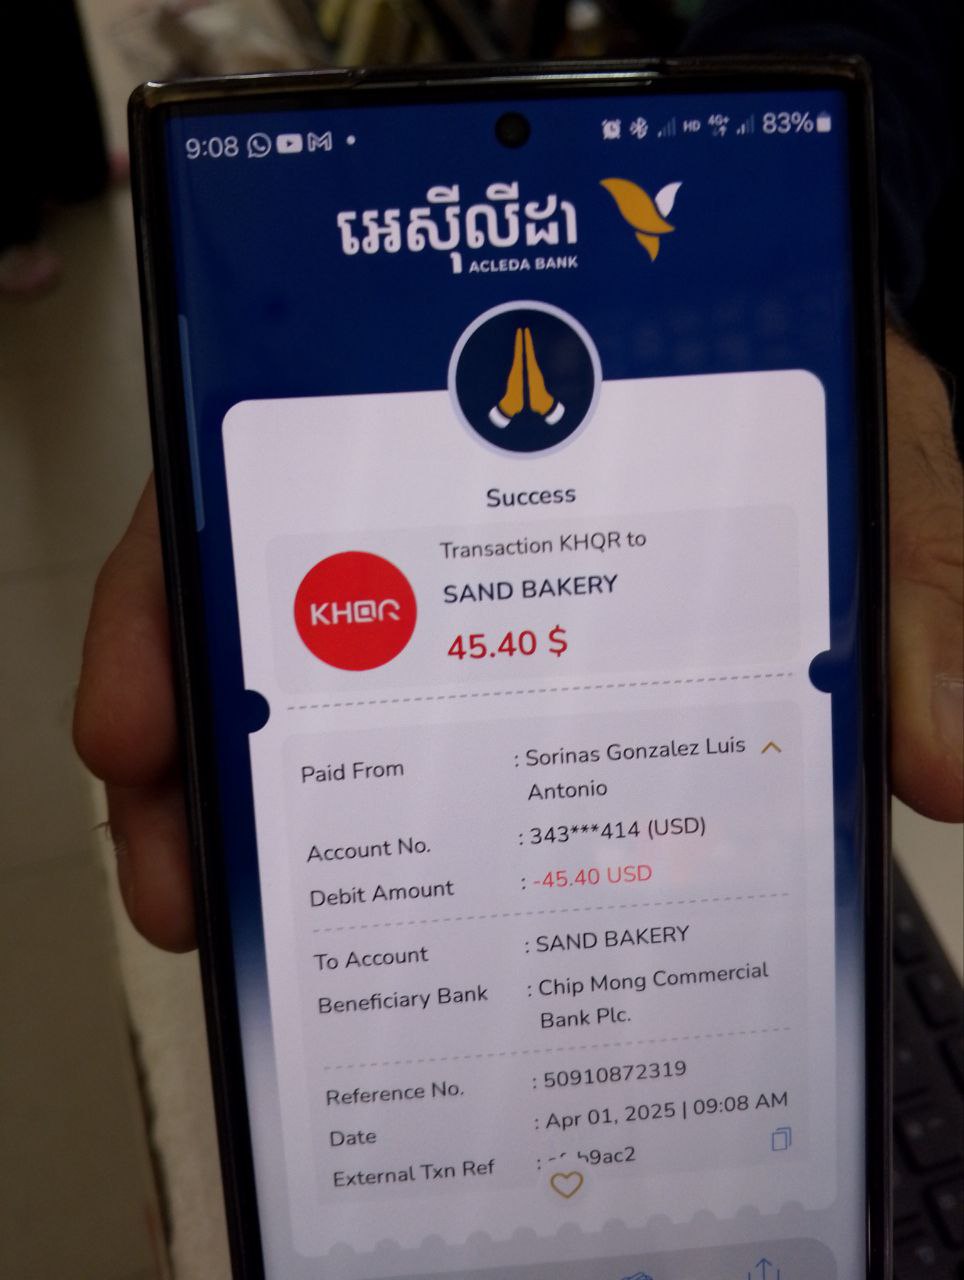 9:08
HD 4G+ 83%
អេស៊ីលីដា
ACLEDA BANK
Success
Transaction KHQR to
KHQR
SAND BAKERY
45.40 $
Paid From : Sorinas Gonzalez Luis
Antonio
Account No. : 343***414 (USD)
Debit Amount : -45.40 USD
To Account : SAND BAKERY
Beneficiary Bank : Chip Mong Commercial
Bank Plc.
Reference No. : 50910872319
Date : Apr 01, 2025 | 09:08 AM
External Txn Ref :